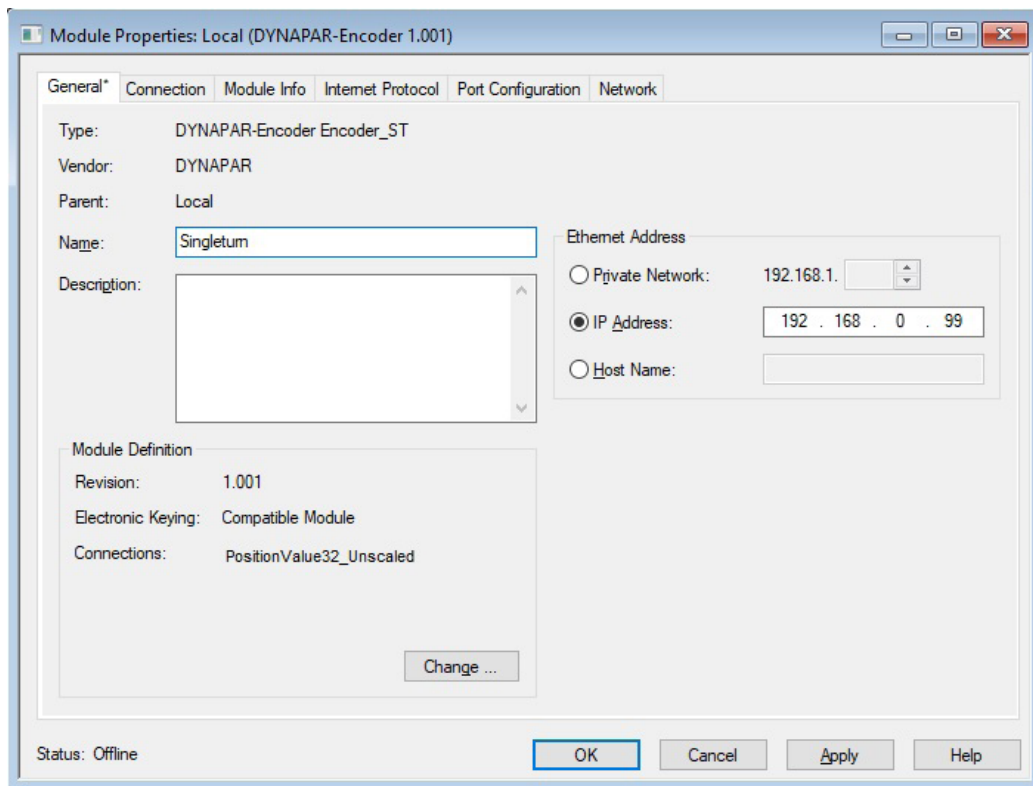 Module Properties: Local (DYNAPAR-Encoder 1.001)
General* Connection Module Info Internet Protocol Port Configuration Network
Type: DYNAPAR-Encoder Encoder_ST
Vendor: DYNAPAR
Parent: Local
Name: Singleturn
Description:
Ethernet Address
Private Network: 192.168.1.
IP Address: 192 . 168 . 0 . 99
Host Name:
Module Definition
Revision: 1.001
Electronic Keying: Compatible Module
Connections: PositionValue32_Unscaled
Change ...
Status: Offline
OK Cancel Apply Help